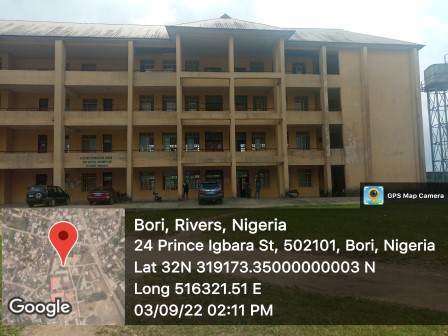 GPS Map Camera
Bori, Rivers, Nigeria
24 Prince Igbara St, 502101, Bori, Nigeria
Lat 32N 319173.35000000003 N
Long 516321.51 E
03/09/22 02:11 PM
Google